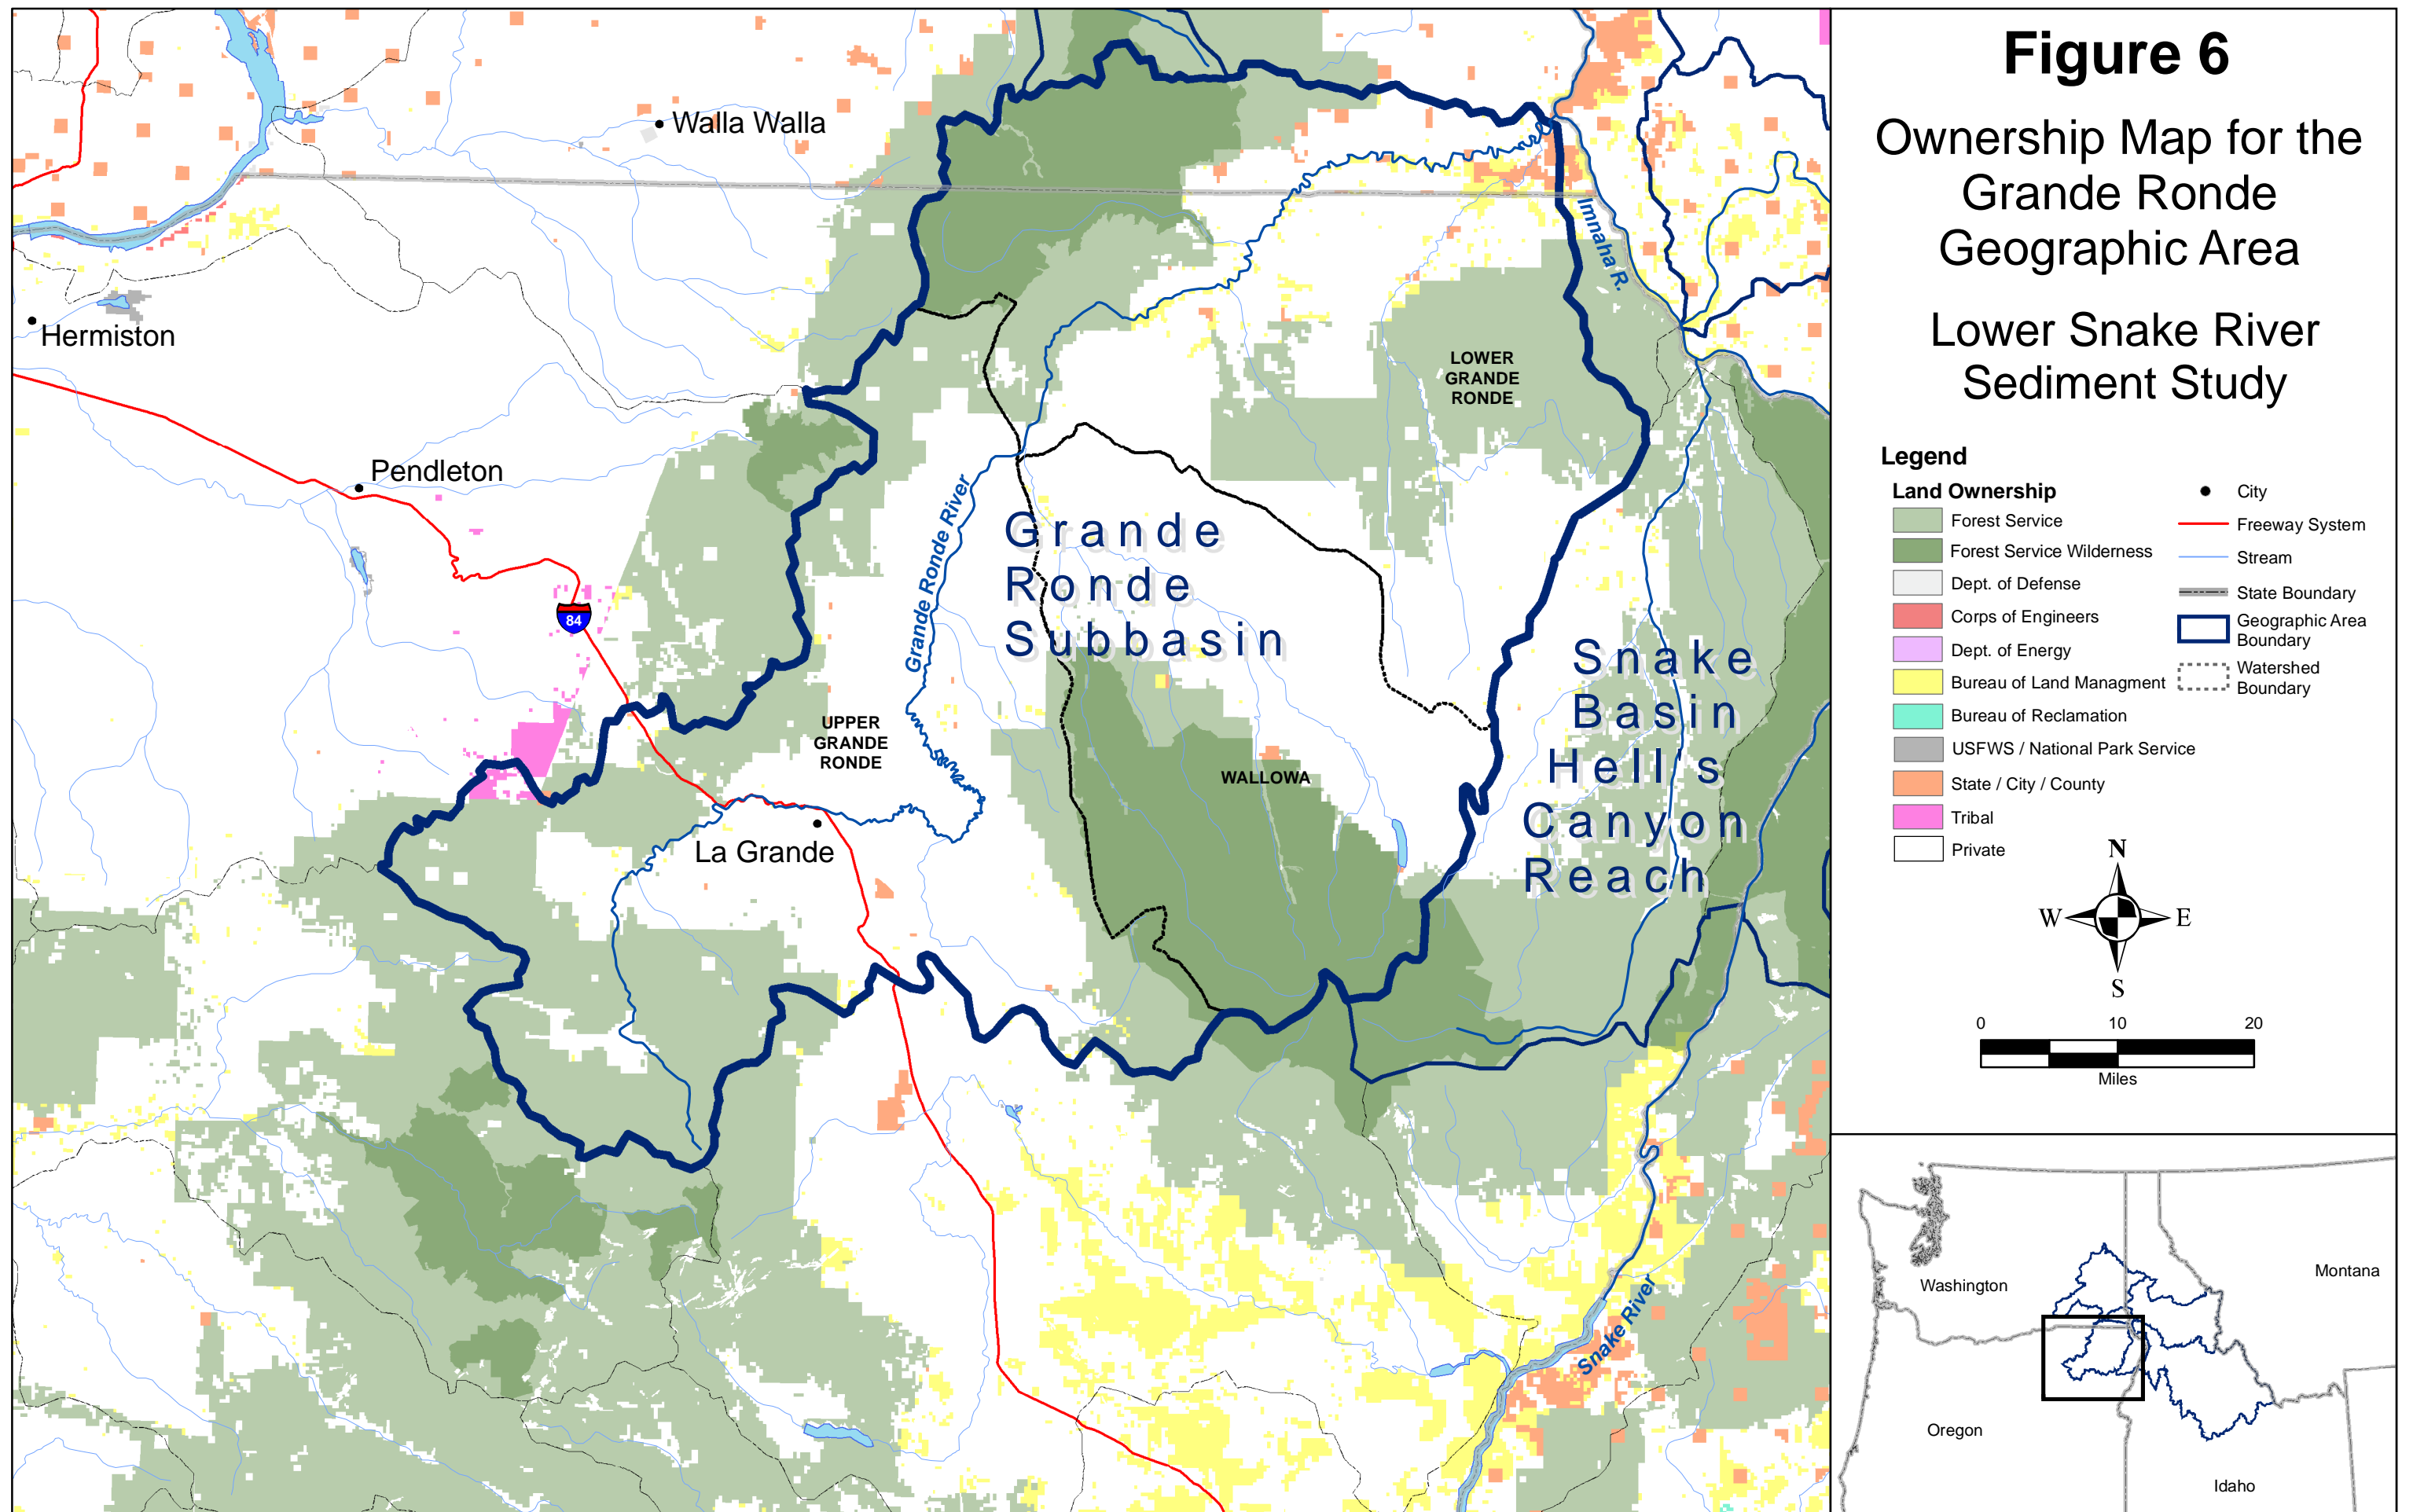 Figure 6
Ownership Map for the
Grande Ronde
Geographic Area
Lower Snake River
Sediment Study
Legend
Land Ownership
Forest Service
Forest Service Wilderness
Dept. of Defense
Corps of Engineers
Dept. of Energy
Bureau of Land Managment
Bureau of Reclamation
USFWS / National Park Service
State / City / County
Tribal
Private
City
Freeway System
Stream
State Boundary
Geographic Area
Boundary
Watershed
Boundary
N
W
E
S
0
10
20
Miles
Walla Walla
Hermiston
Pendleton
84
La Grande
Immaha R.
LOWER
GRANDE
RONDE
Grande Ronde River
Grande
Ronde
Subbasin
UPPER
GRANDE
RONDE
WALLOWA
Snake
Basin
Hells
Canyon
Reach
Snake River
Washington
Montana
Oregon
Idaho